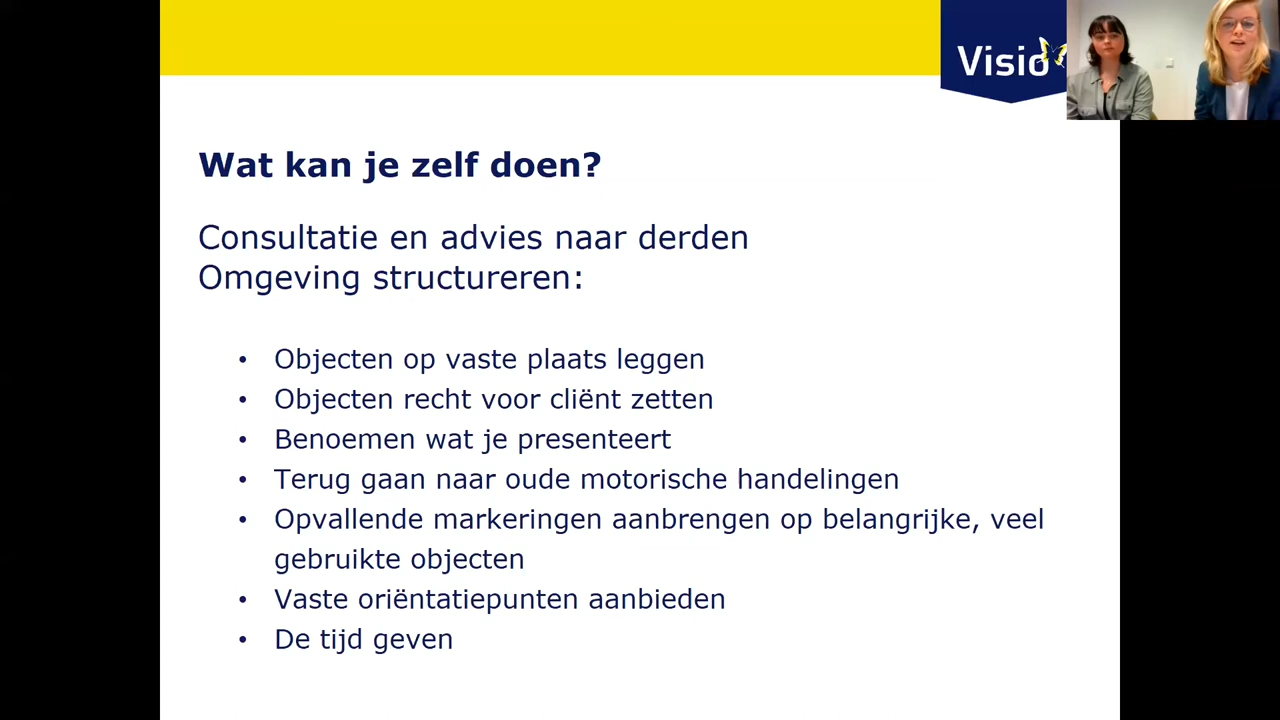 Visio
Wat kan je zelf doen?
Consultatie en advies naar derden
Omgeving structureren:
• Objecten op vaste plaats leggen
• Objecten recht voor cliënt zetten
• Benoemen wat je presenteert
• Terug gaan naar oude motorische handelingen
• Opvallende markeringen aanbrengen op belangrijke, veel
gebruikte objecten
• Vaste oriëntatiepunten aanbieden
• De tijd geven